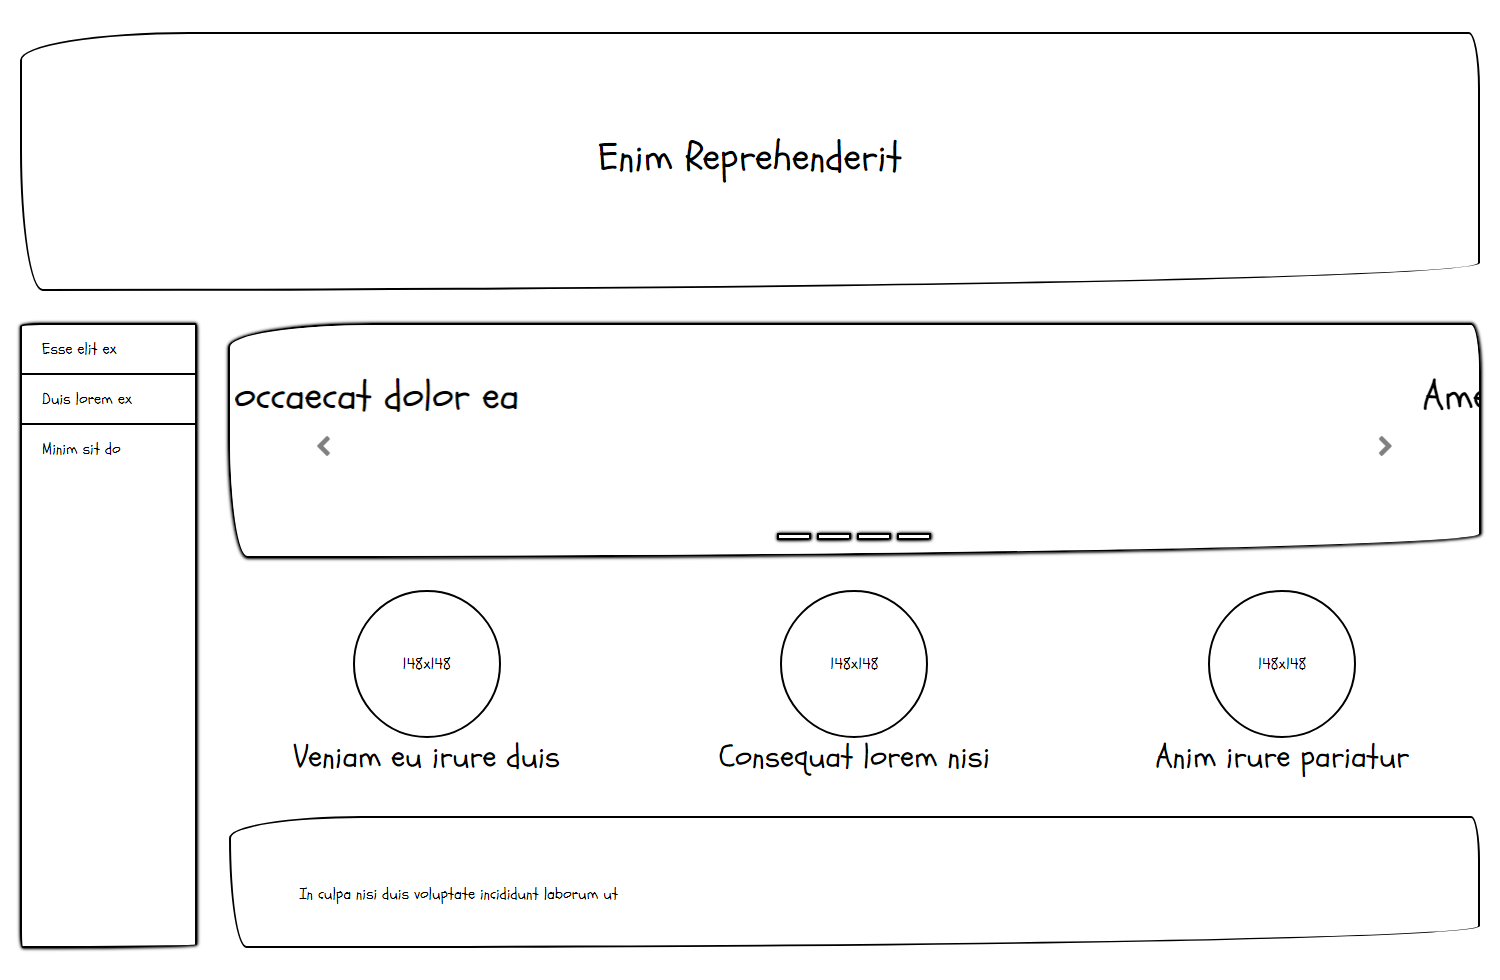 Enim Reprehenderit
Esse elit ex
Duis lorem ex
Minim sit do
occaecat dolor ea
148x148
148x148
148x148
Veniam eu irure duis
Consequat lorem nisi
Anim irure pariatur
In culpa nisi duis voluptate incididunt laborum ut